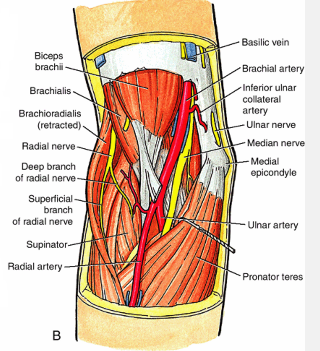 Biceps
brachii
Brachialis
Brachioradialis
(retracted)
Radial nerve
Deep branch
of radial nerve
Superficial
branch
of radial nerve
Supinator
Radial artery
Basilic vein
Brachial artery
Inferior ulnar
collateral
artery
Ulnar nerve
Median nerve
Medial
epicondyle
Ulnar artery
Pronator teres
B